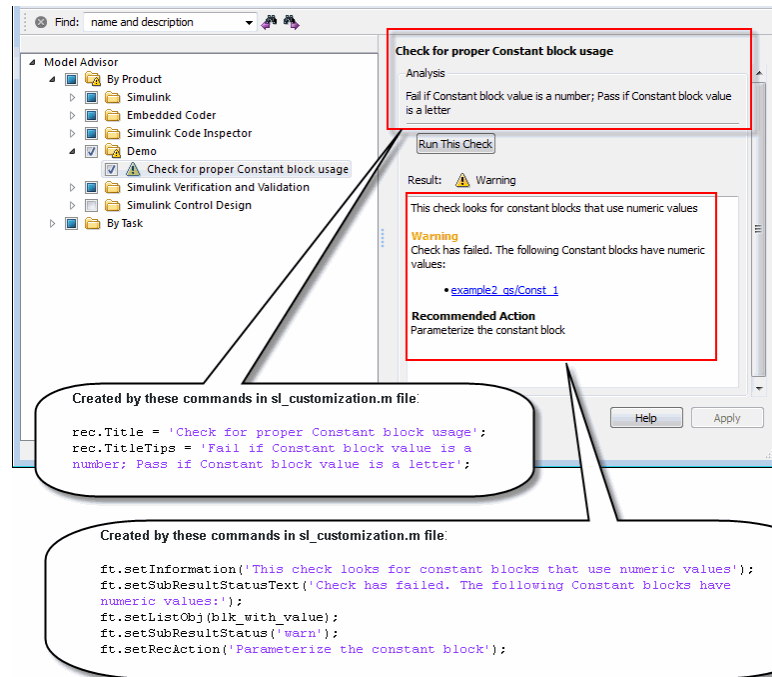 Find: name and description
Model Advisor
By Product
Simulink
Embedded Coder
Simulink Code Inspector
Demo
Check for proper Constant block usage
Simulink Verification and Validation
Simulink Control Design
By Task
Check for proper Constant block usage
Analysis
Fail if Constant block value is a number; Pass if Constant block value
is a letter
Run This Check
Result: Warning
This check looks for constant blocks that use numeric values
Warning
Check has failed. The following Constant blocks have numeric
values:
• example2_qs/Const_1
Recommended Action
Parameterize the constant block
Help Apply
Created by these commands in sl_customization.m file:
rec.Title = 'Check for proper Constant block usage';
rec.TitleTips = 'Fail if Constant block value is a
number; Pass if Constant block value is a letter';
Created by these commands in sl_customization.m file:
ft.setInformation('This check looks for constant blocks that use numeric values');
ft.setSubResultStatusText('Check has failed. The following Constant blocks have
numeric values:');
ft.setListObj(blk_with_value);
ft.setSubResultStatus('warn');
ft.setRecAction('Parameterize the constant block');